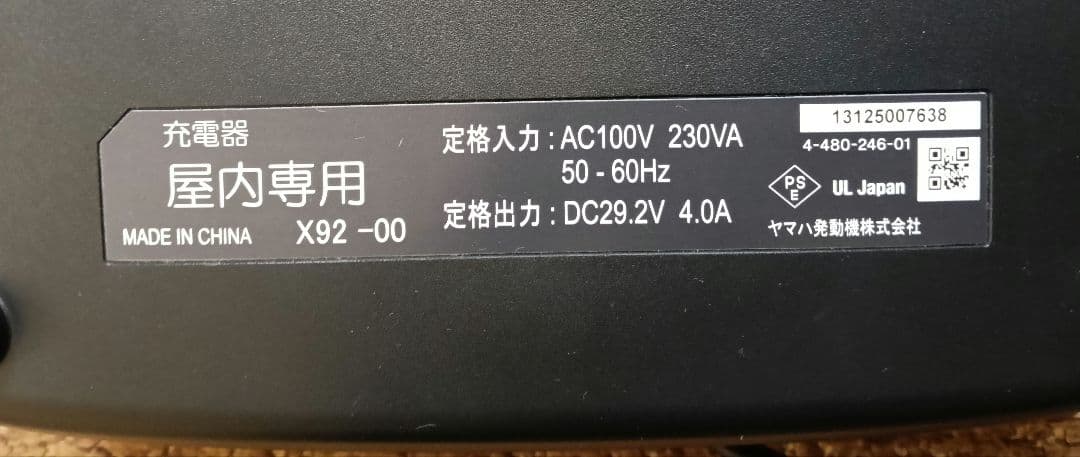 充電器
屋内専用
MADE IN CHINA X92 -00
定格入力 : AC100V 230VA
50 - 60Hz
定格出力 : DC29.2V 4.0A
13125007638
4-480-246-01
PS
E
UL Japan
ヤマハ発動機株式会社